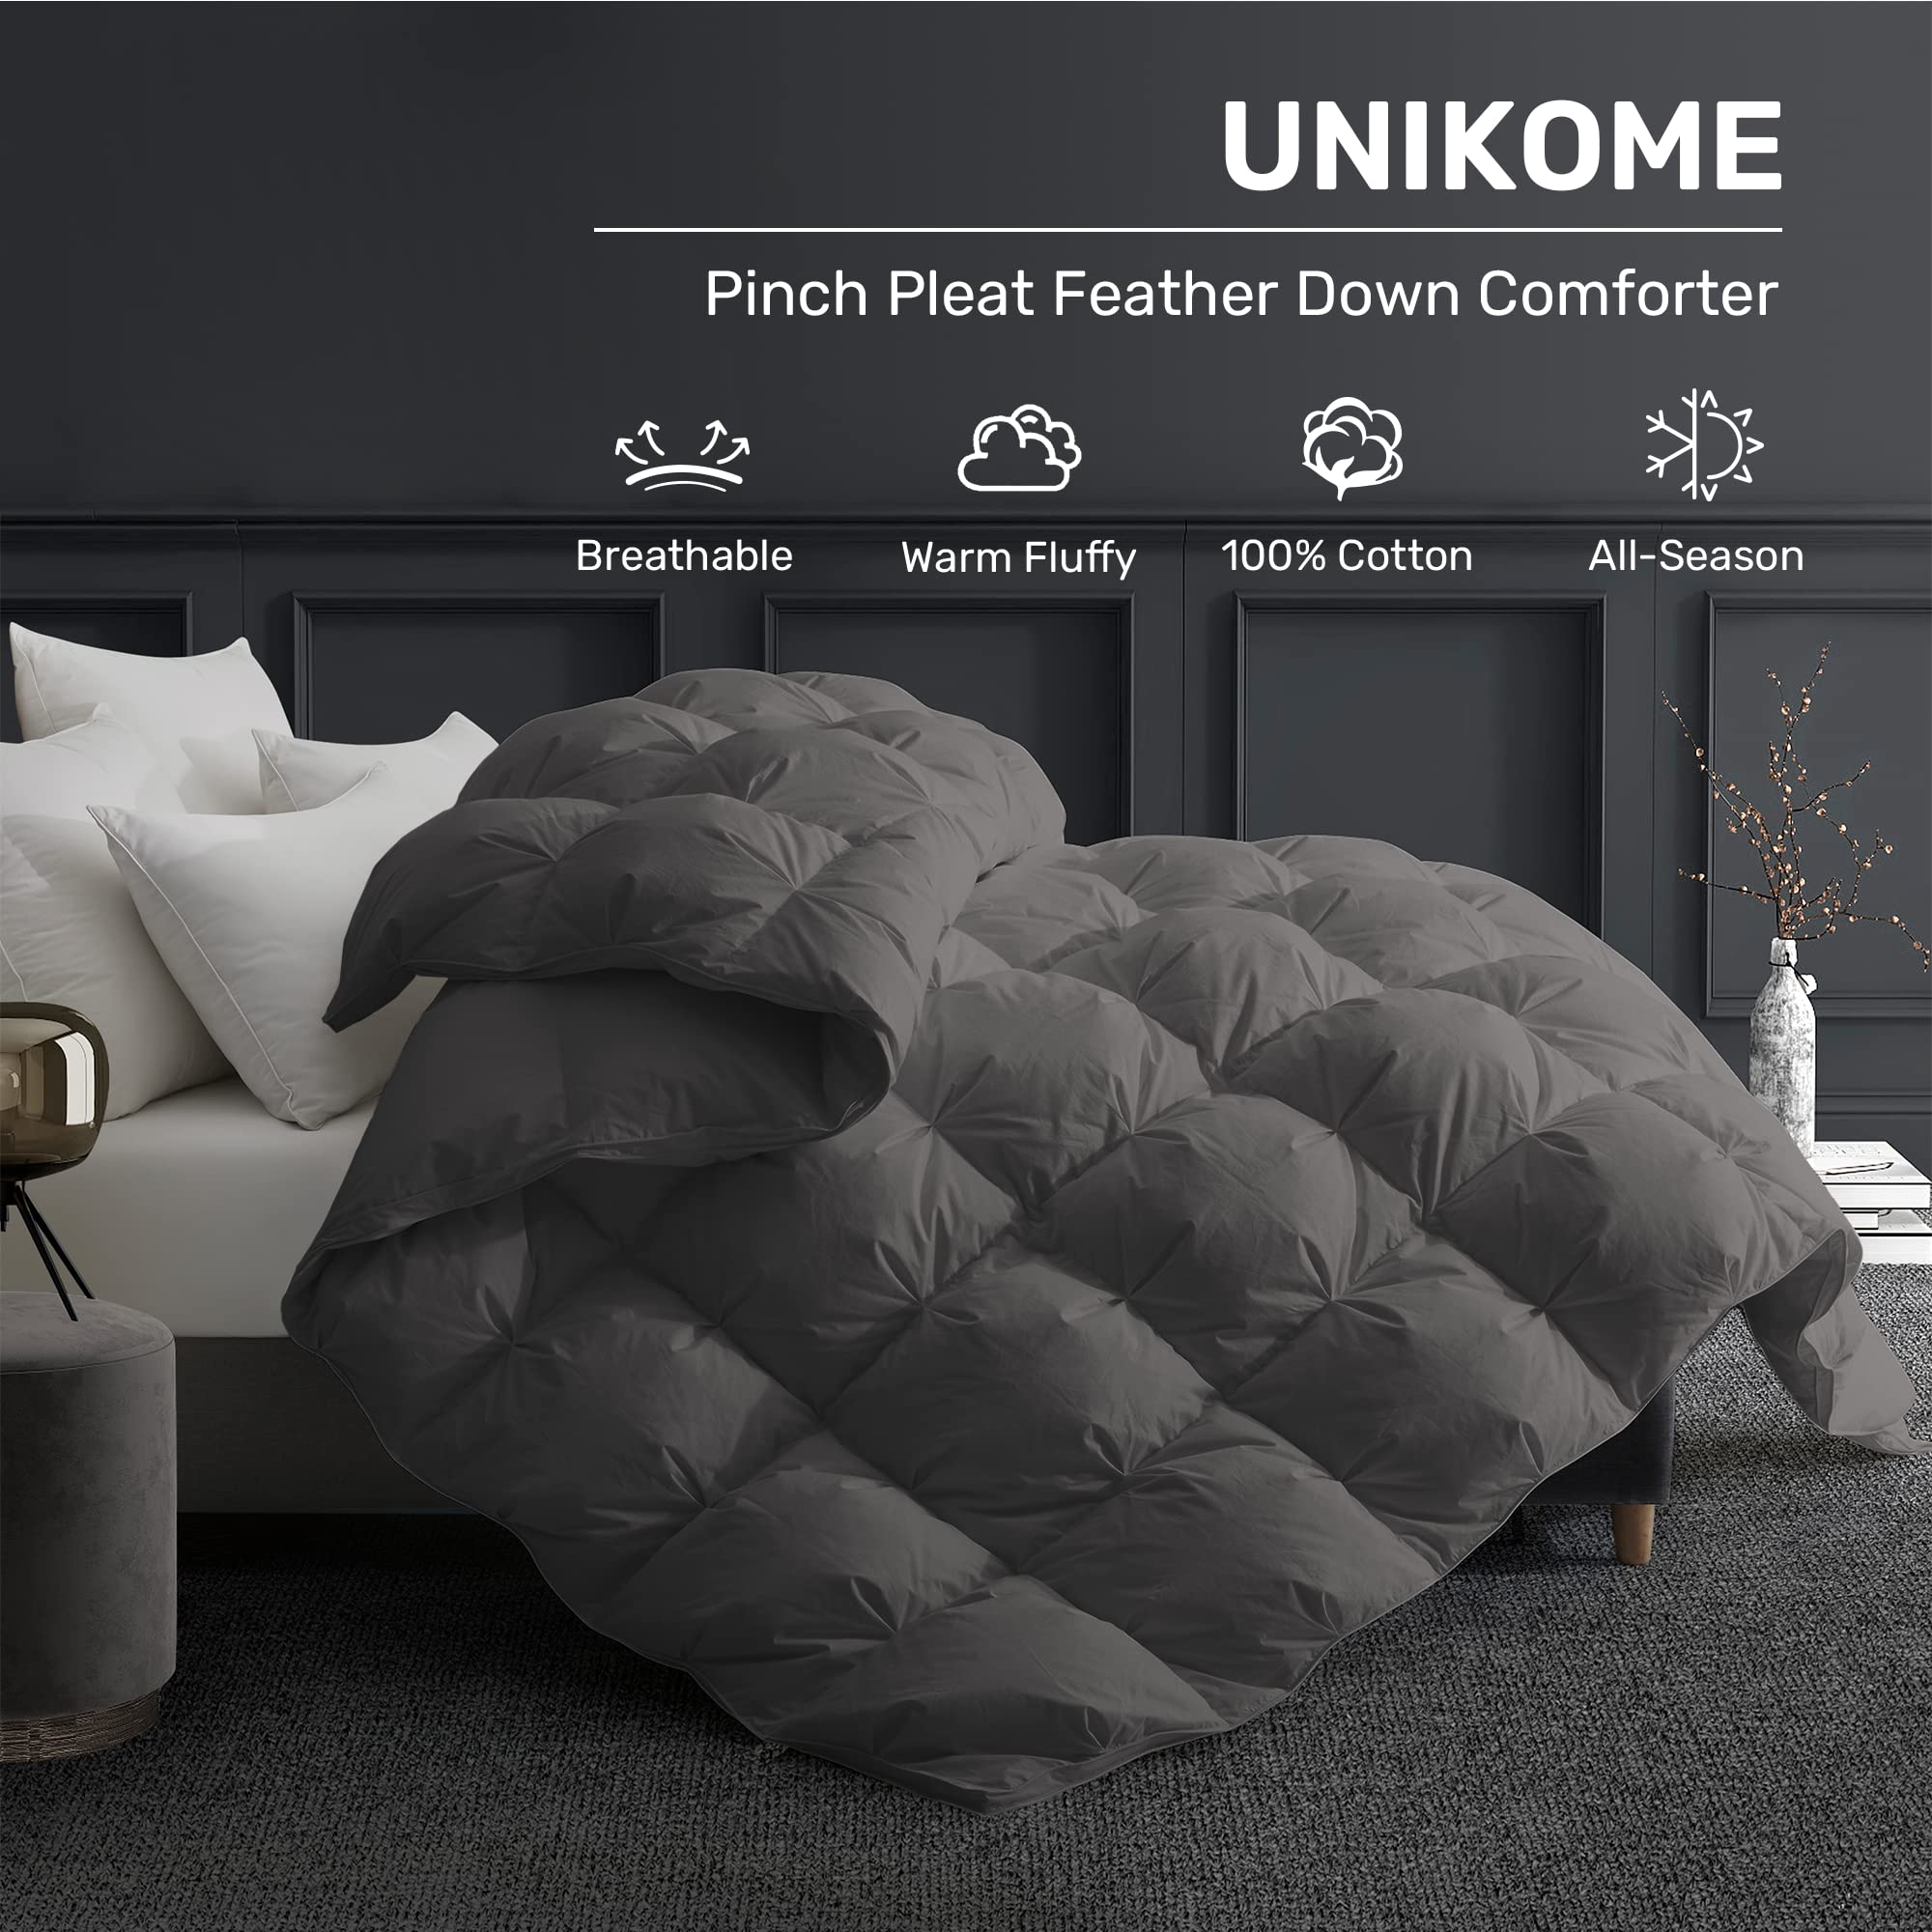 UNIKOME
Pinch Pleat Feather Down Comforter
Breathable
Warm Fluffy
100% Cotton
All-Season